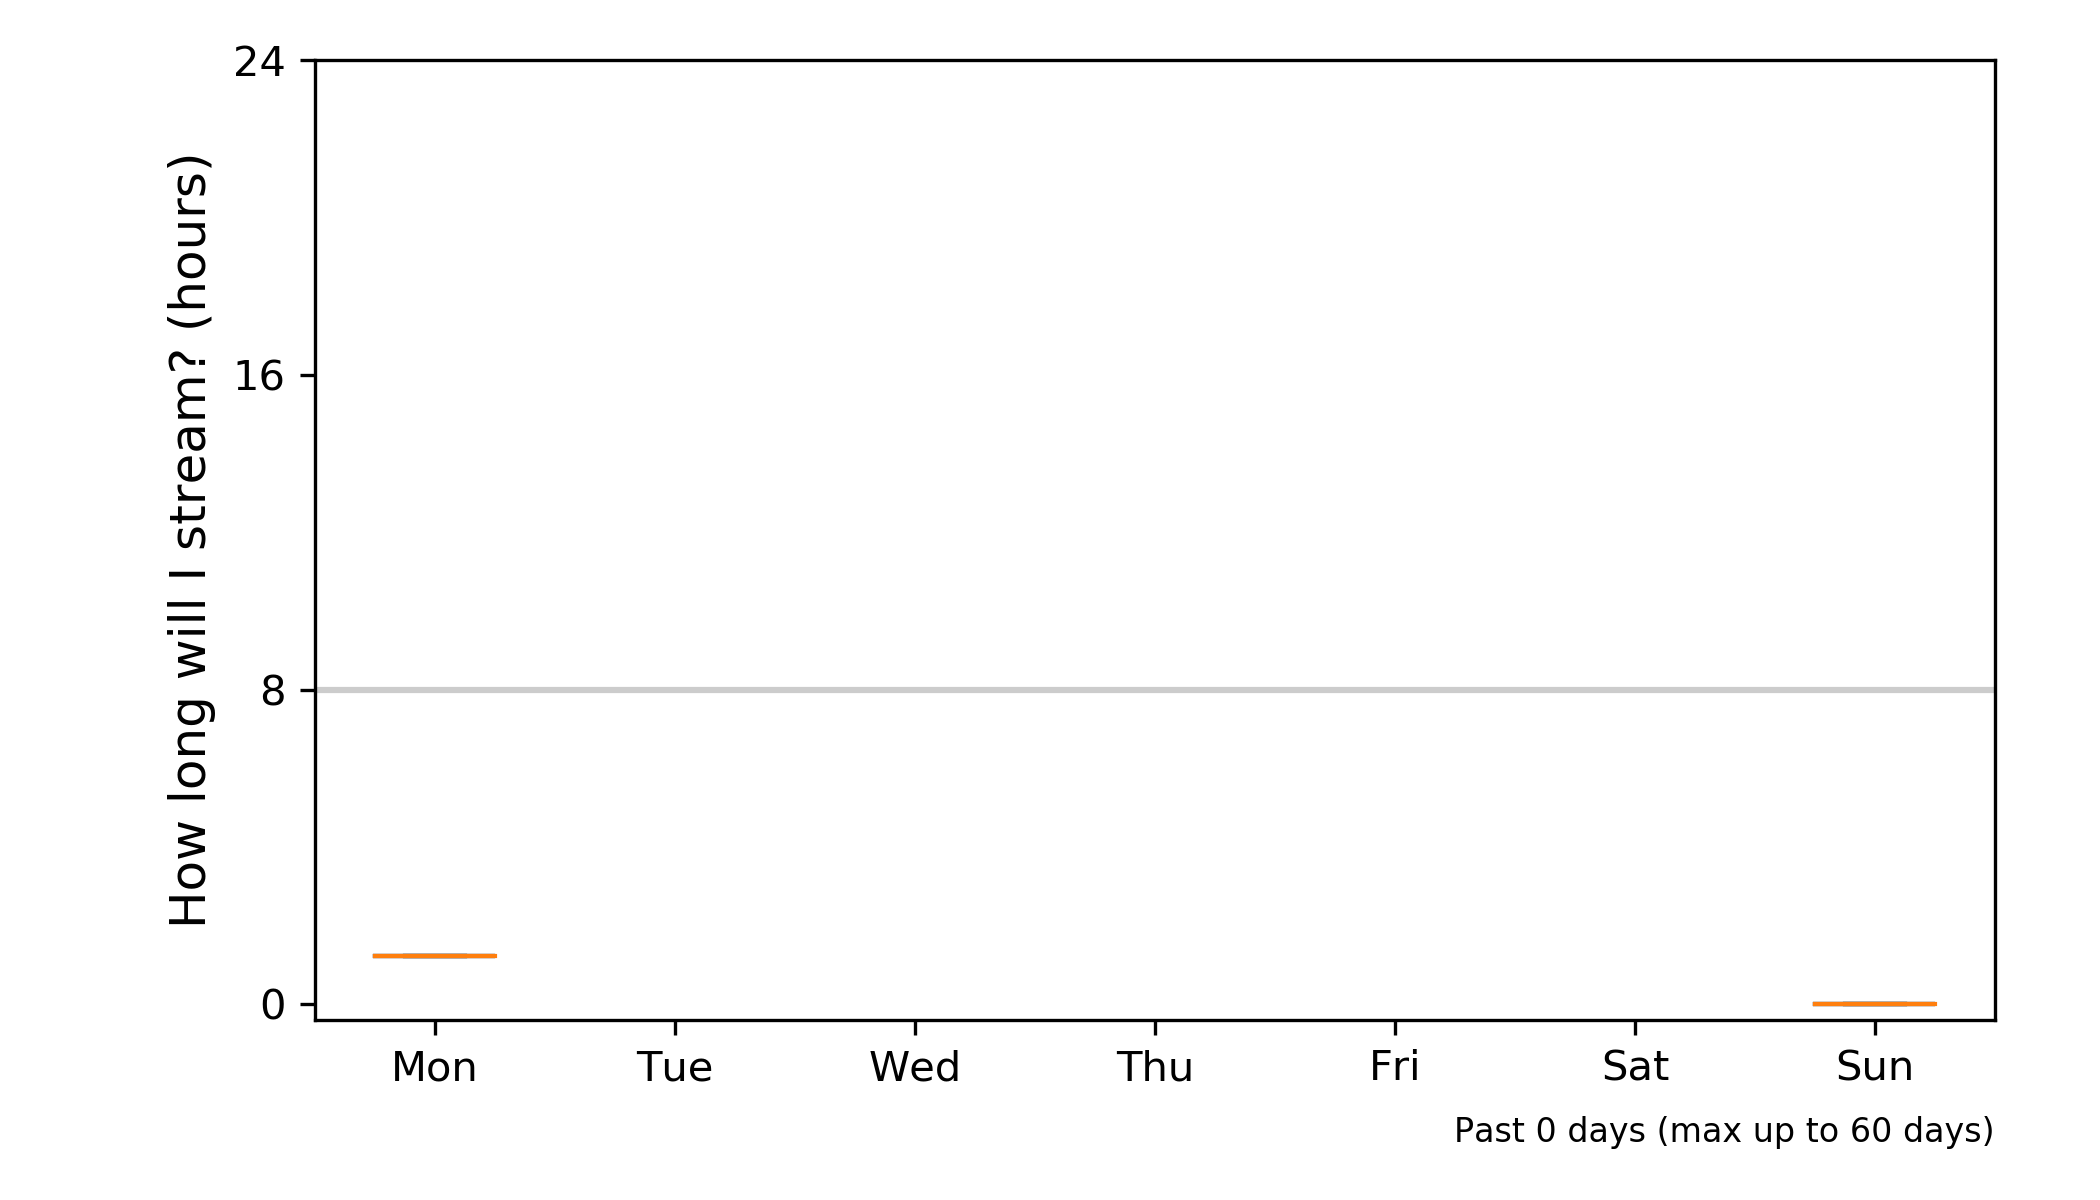 How long will I stream? (hours)
24
16
8
0
Mon Tue Wed Thu Fri Sat Sun
Past 0 days (max up to 60 days)